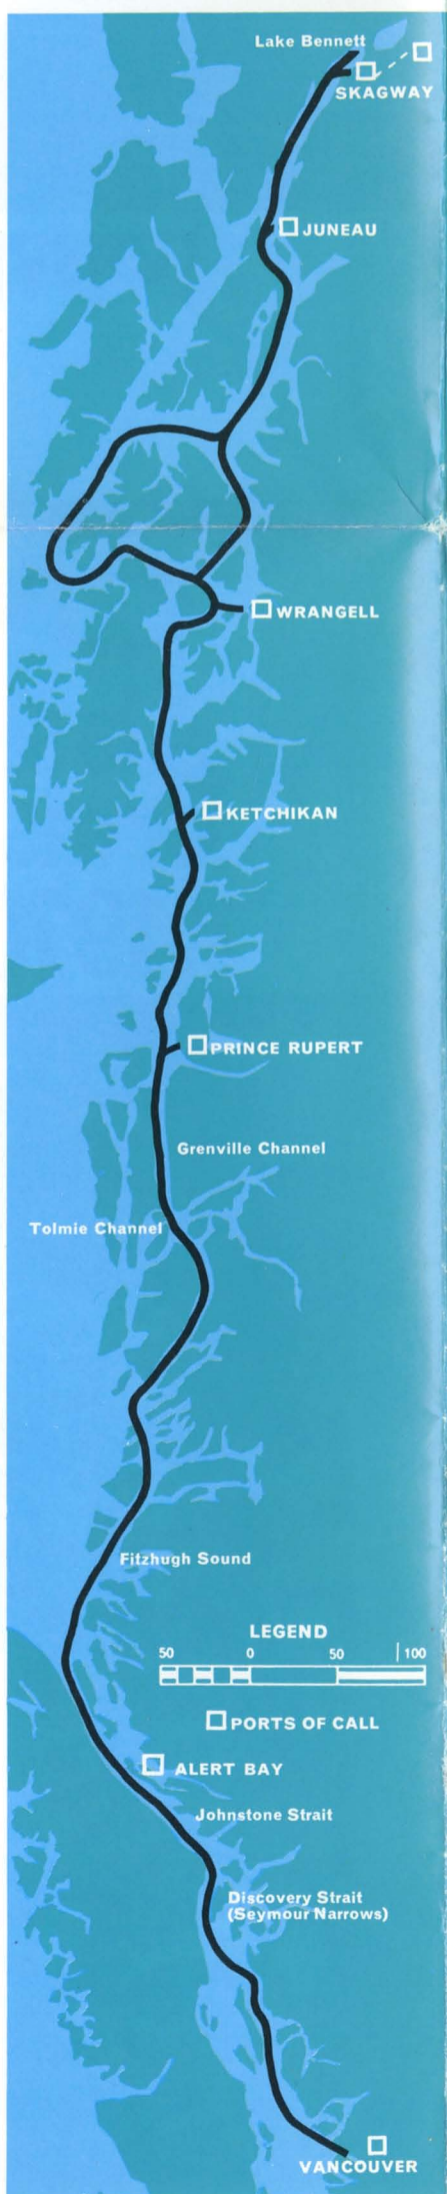 Lake Bennett
SKAGWAY
JUNEAU
WRANGELL
KETCHIKAN
PRINCE RUPERT
Grenville Channel
Tolmie Channel
Fitzhugh Sound
LEGEND
50 0 50 100
PORTS OF CALL
ALERT BAY
Johnstone Strait
Discovery Strait
(Seymour Narrows)
VANCOUVER